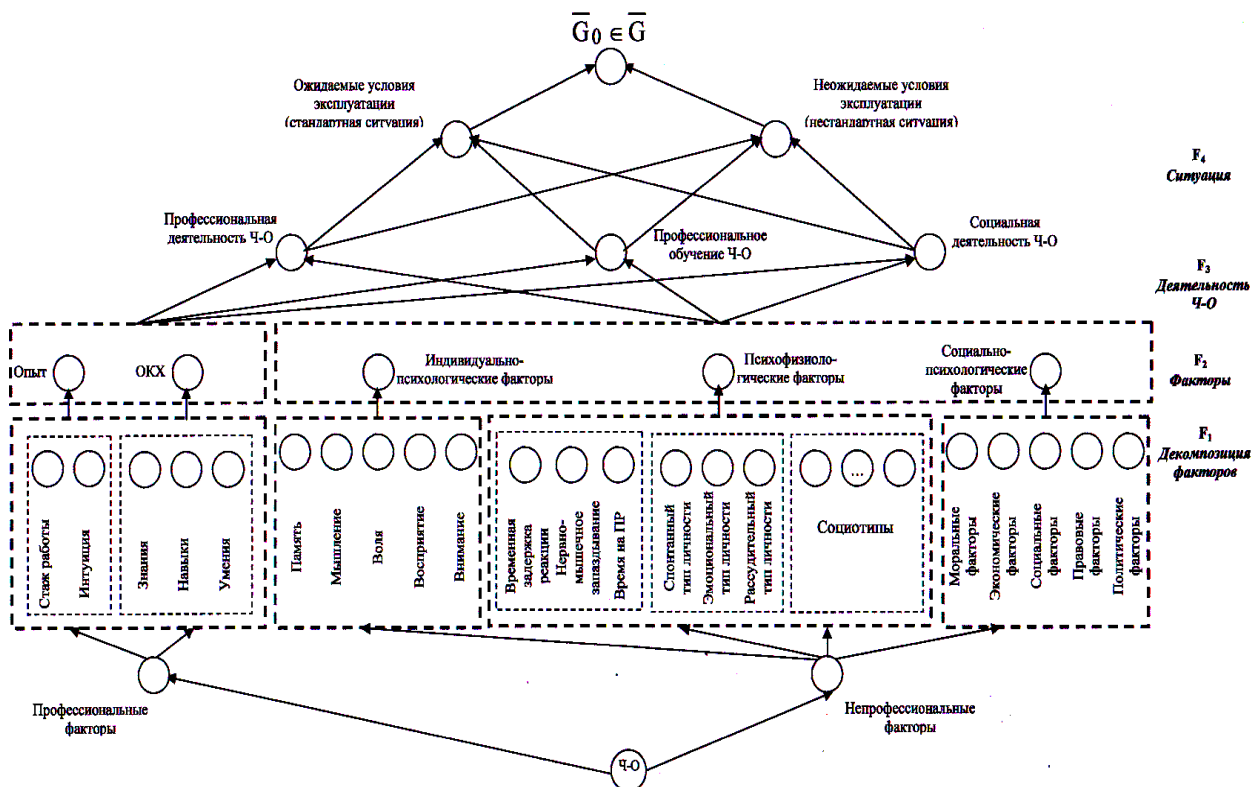 G̅₀ ∈ G̅
Ожидаемые условия
эксплуатации
(стандартная ситуация)
Неожидаемые условия
эксплуатации
(нестандартная ситуация)
F₄
Ситуация
Профессиональная
деятельность Ч-О
Профессиональное
обучение Ч-О
Социальная
деятельность Ч-О
F₃
Деятельность
Ч-О
Опыт
ОКХ
Индивидуально-
психологические факторы
Психофизиоло-
гические факторы
Социально-
психологические
факторы
F₂
Факторы
F₁
Декомпозиция
факторов
Стаж работы
Интуиция
Знания
Навыки
Умения
Память
Мышление
Воля
Восприятие
Внимание
Временная
задержка
реакции
Нервно-
мышечное
запаздывание
Время на ПР
Спонтанный
тип личности
Эмоциональный
тип личности
Рассудительный
тип личности
...
Социотипы
Моральные
факторы
Экономические
факторы
Социальные
факторы
Правовые
факторы
Политические
факторы
Профессиональные
факторы
Непрофессиональные
факторы
Ч-О